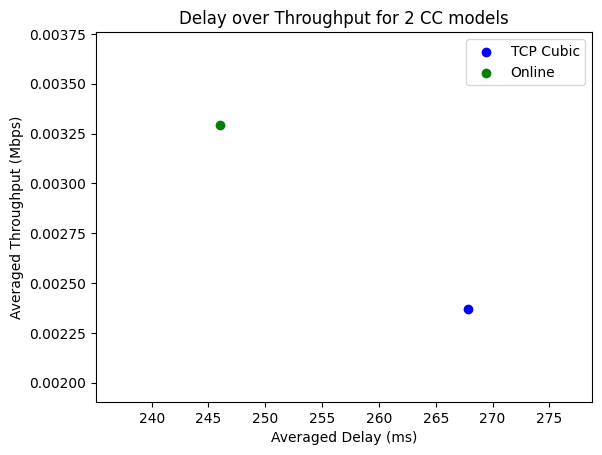 Delay over Throughput for 2 CC models
TCP Cubic
Online
Averaged Throughput (Mbps)
0.00375
0.00350
0.00325
0.00300
0.00275
0.00250
0.00225
0.00200
240 245 250 255 260 265 270 275
Averaged Delay (ms)